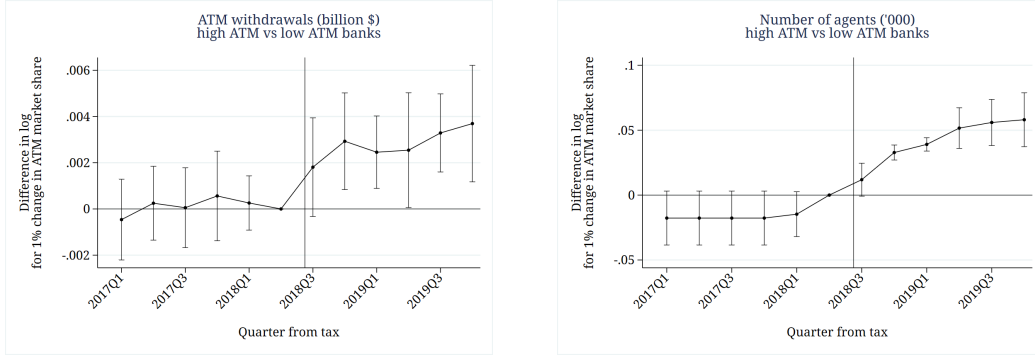 ATM withdrawals (billion $)
high ATM vs low ATM banks
Difference in log
for 1% change in ATM market share
.006
.004
.002
0
-.002
2017Q1
2017Q3
2018Q1
2018Q3
2019Q1
2019Q3
Quarter from tax
Number of agents ('000)
high ATM vs low ATM banks
Difference in log
for 1% change in ATM market share
.1
.05
0
-.05
2017Q1
2017Q3
2018Q1
2018Q3
2019Q1
2019Q3
Quarter from tax